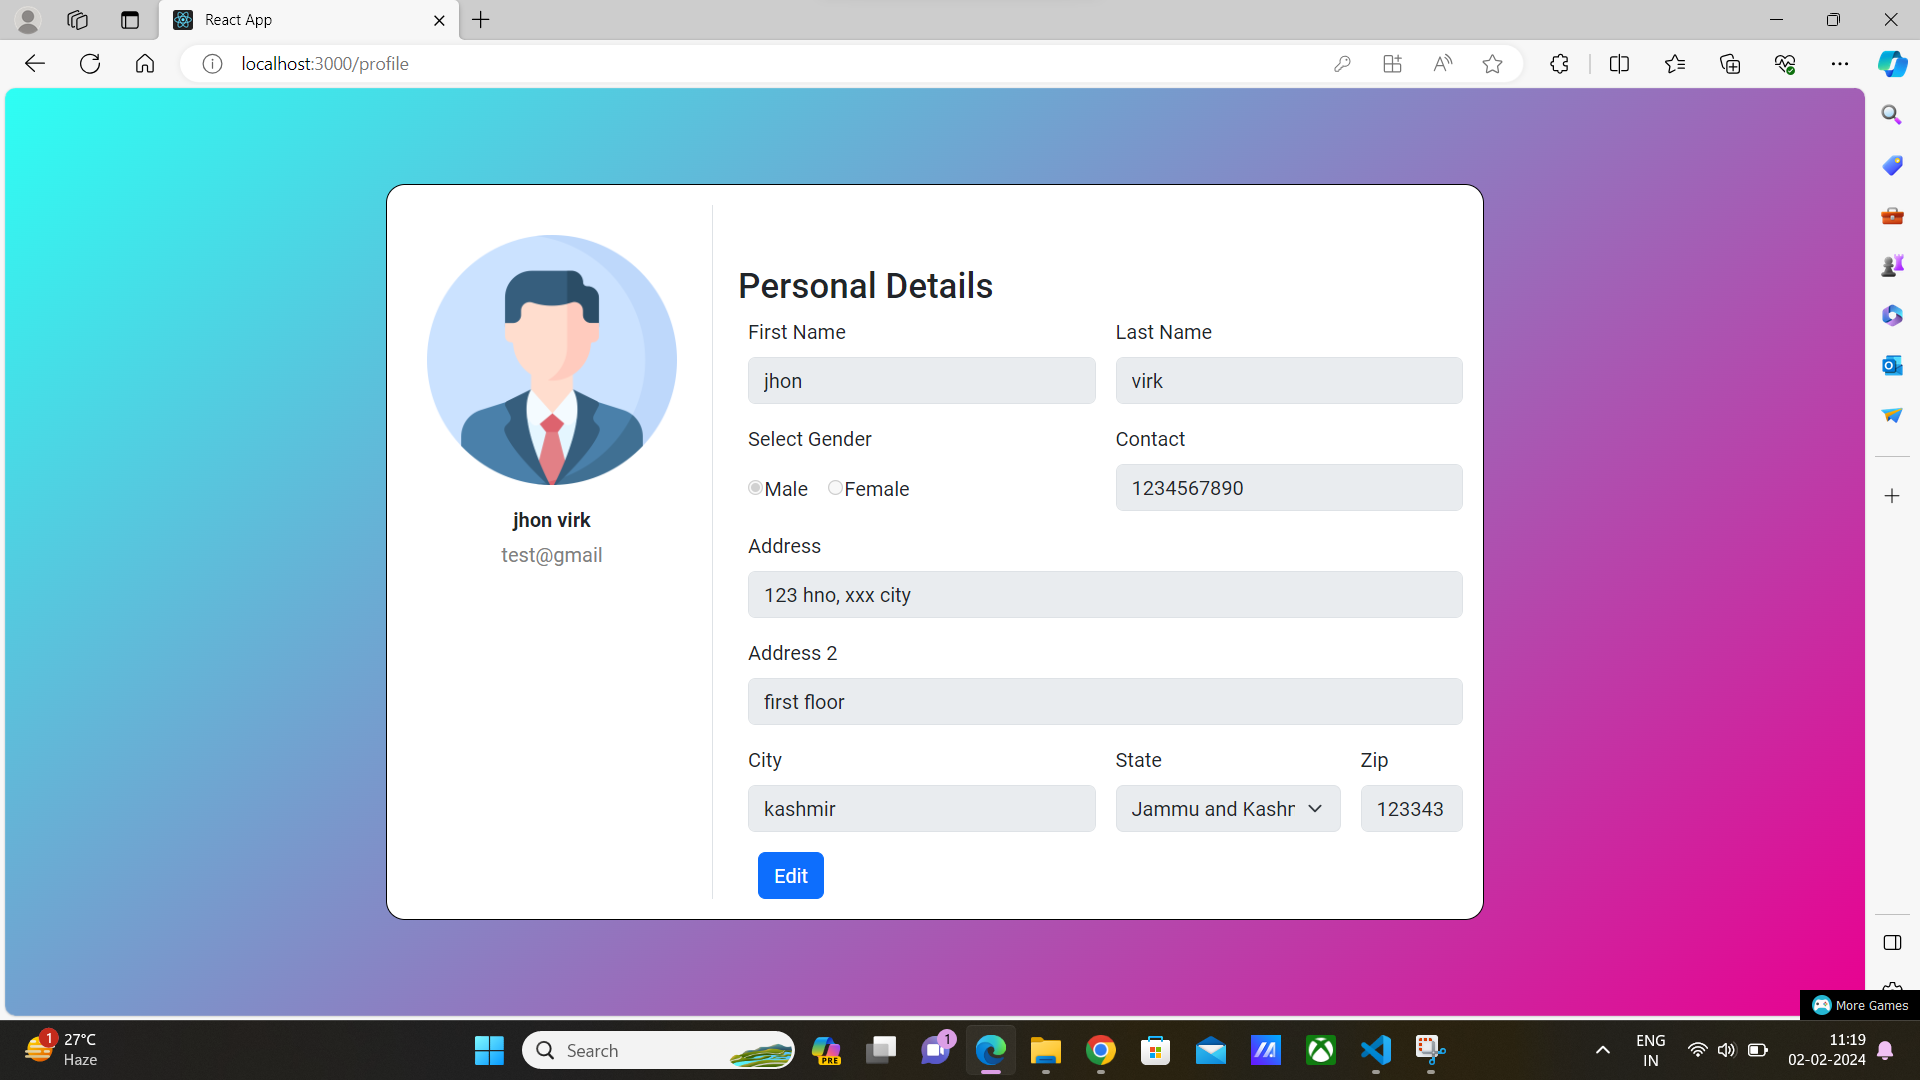 React App
localhost:3000/profile
Personal Details
First Name
Last Name
jhon
virk
Select Gender
Contact
Male
Female
1234567890
jhon virk
test@gmail
Address
123 hno, xxx city
Address 2
first floor
City
State
Zip
kashmir
Jammu and Kashr
123343
Edit
More Games
1
27°C
Haze
Search
PRE
1
ENG
IN
11:19
02-02-2024